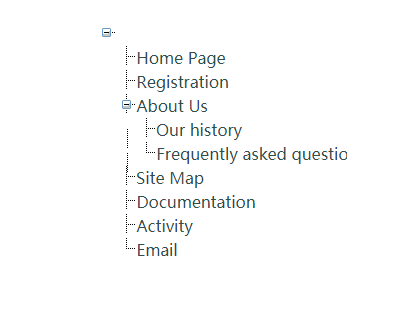 Home Page
Registration
About Us
Our history
Frequently asked questio
Site Map
Documentation
Activity
Email